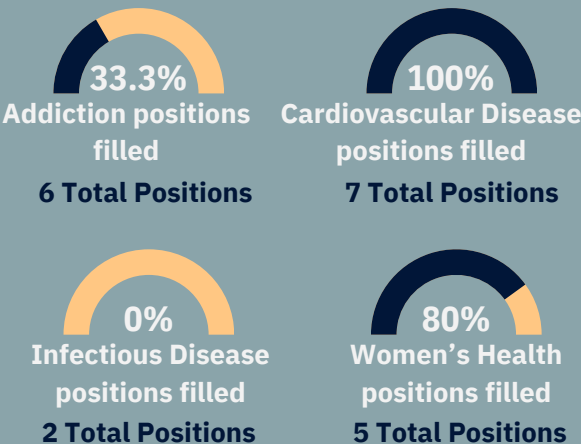 33.3%
Addiction positions
filled
6 Total Positions
100%
Cardiovascular Disease
positions filled
7 Total Positions
0%
Infectious Disease
positions filled
2 Total Positions
80%
Women's Health
positions filled
5 Total Positions